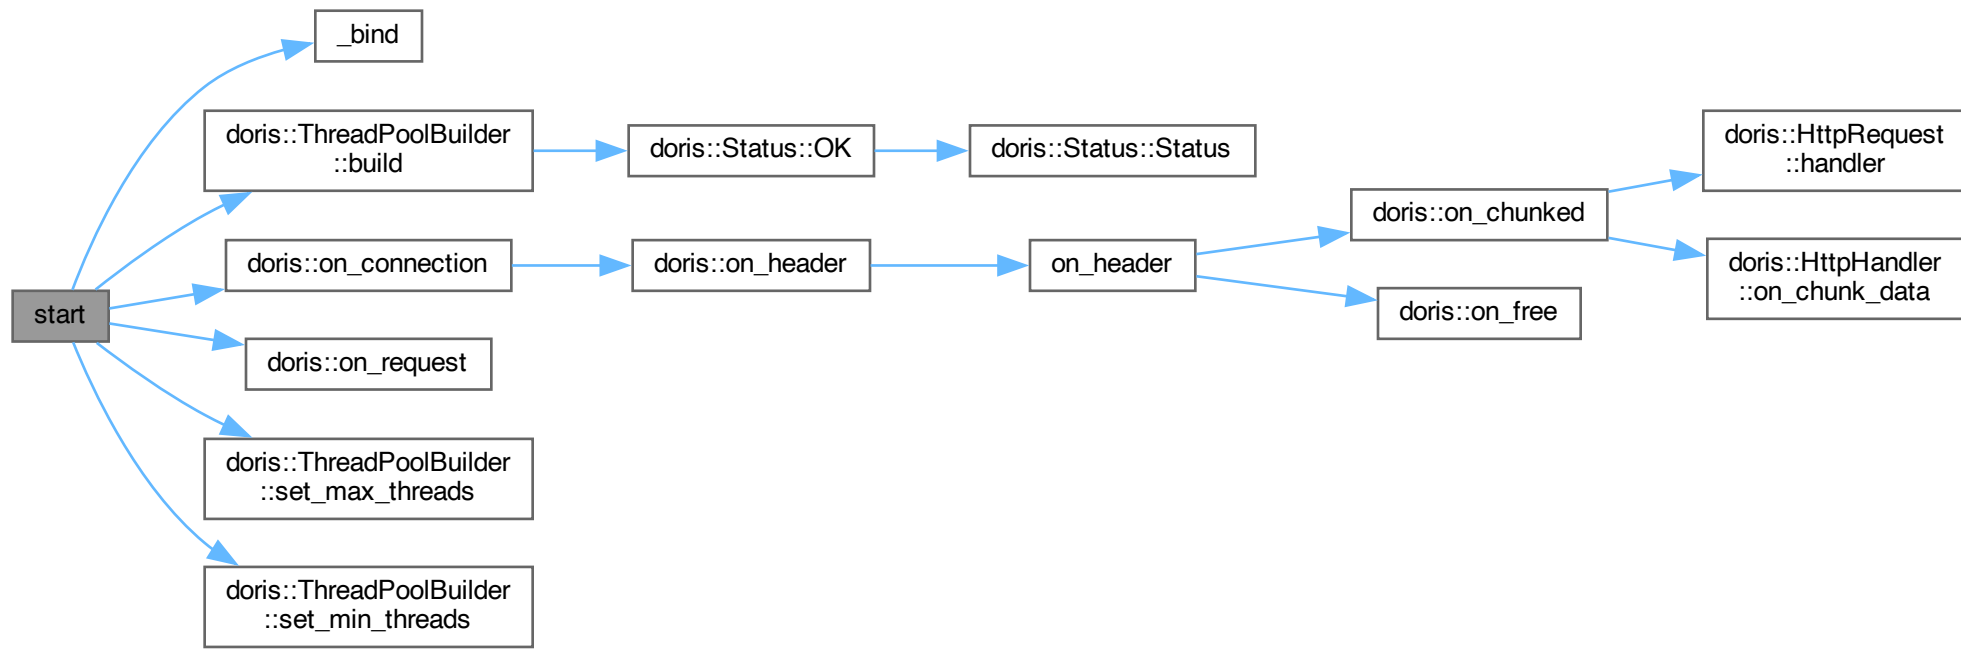 start
_bind
doris::ThreadPoolBuilder
::build
doris::Status::OK
doris::Status::Status
doris::on_connection
doris::on_header
on_header
doris::on_chunked
doris::HttpRequest
::handler
doris::HttpHandler
::on_chunk_data
doris::on_free
doris::on_request
doris::ThreadPoolBuilder
::set_max_threads
doris::ThreadPoolBuilder
::set_min_threads